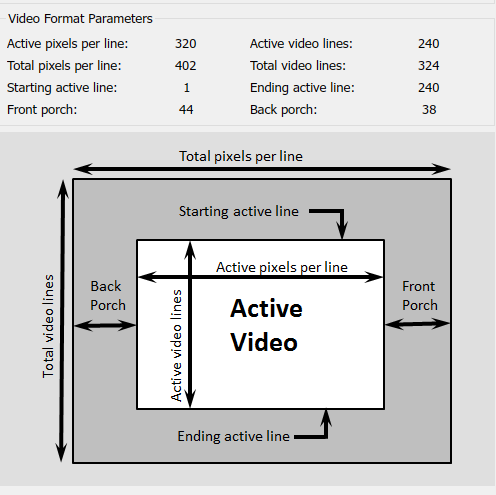 Video Format Parameters
Active pixels per line: 320 Active video lines: 240
Total pixels per line: 402 Total video lines: 324
Starting active line: 1 Ending active line: 240
Front porch: 44 Back porch: 38
Total pixels per line
Starting active line
Active pixels per line
Back
Porch
Front
Porch
Active
Video
Total video lines
Active video lines
Ending active line